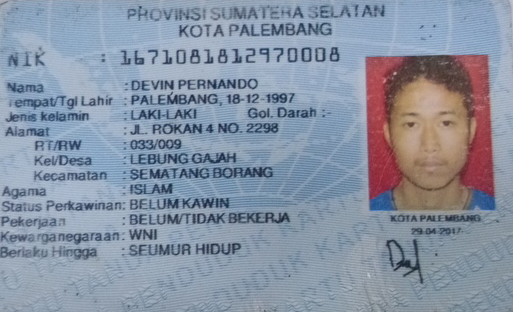 PROVINSI SUMATERA SELATAN
KOTA PALEMBANG
NIK : 1671081812970008
Nama : DEVIN PERNANDO
Tempat/Tgl Lahir : PALEMBANG, 18-12-1997
Jenis kelamin : LAKI-LAKI Gol. Darah :-
Alamat : JL. ROKAN 4 NO. 2298
RT/RW : 033/009
Kel/Desa : LEBUNG GAJAH
Kecamatan : SEMATANG BORANG
Agama : ISLAM
Status Perkawinan: BELUM KAWIN
Pekerjaan : BELUM/TIDAK BEKERJA
Kewarganegaraan: WNI
Berlaku Hingga : SEUMUR HIDUP
KOTA PALEMBANG
29-04-2017